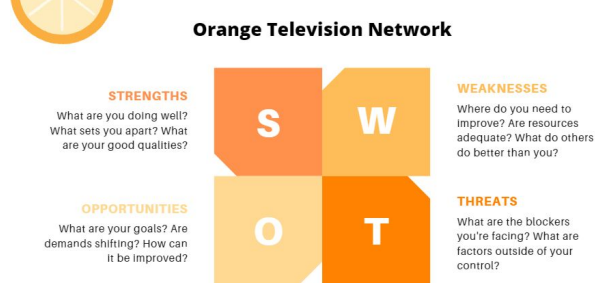 Orange Television Network
STRENGTHS
What are you doing well?
What sets you apart? What
are your good qualities?
S
W
WEAKNESSES
Where do you need to
improve? Are resources
adequate? What do others
do better than you?
OPPORTUNITIES
What are your goals? Are
demands shifting? How can
it be improved?
O
T
THREATS
What are the blockers
you're facing? What are
factors outside of your
control?